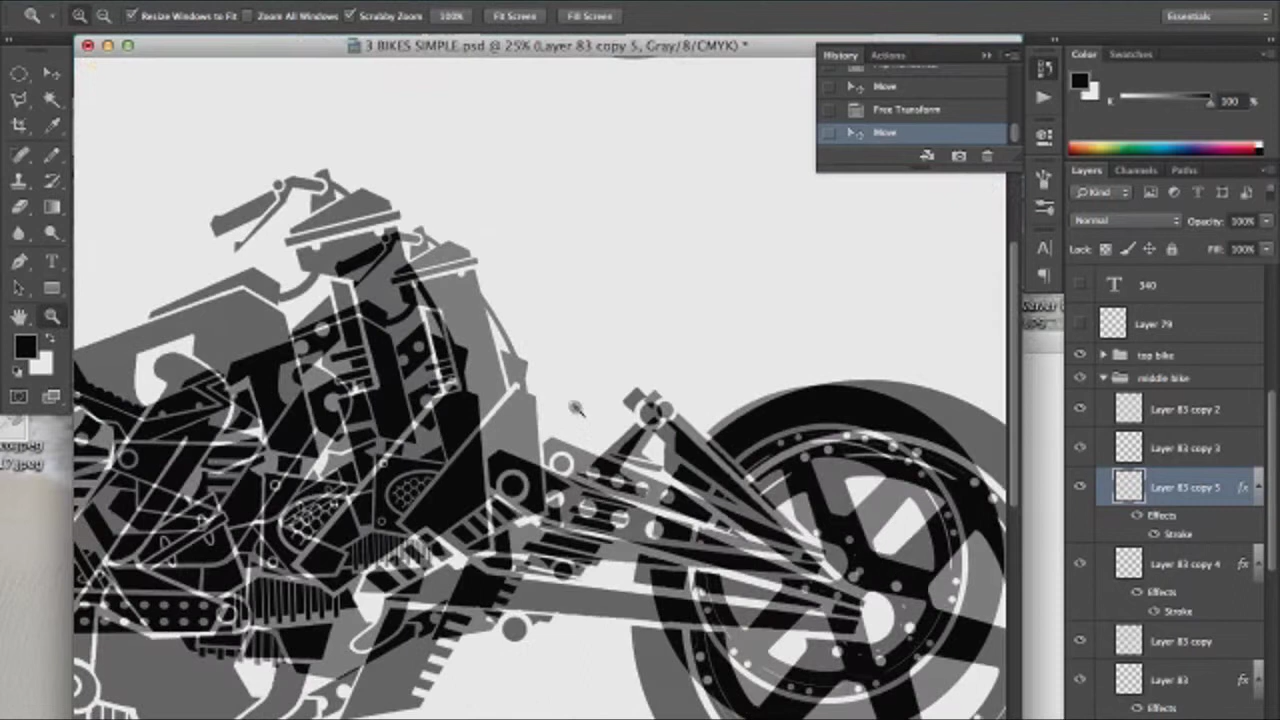 Resize Windows to Fit Zoom All Windows Scrubby Zoom 100% Fit Screen Fill Screen Essentials
3 BIKES SIMPLE.psd @ 25% (Layer 83 copy 5, Gray/8/CMYK) *
History Actions
Move
Free Transform
Move
Color Swatches
K 100 %
Layers Channels Paths
Kind
Normal Opacity: 100%
Lock: Fill: 100%
T 340
Layer 79
top bike
middle bike
Layer 83 copy 2
Layer 83 copy 3
Layer 83 copy 5 fx
Effects
Stroke
Layer 83 copy 4 fx
Effects
Stroke
Layer 83 copy
Layer 83 fx
Effects